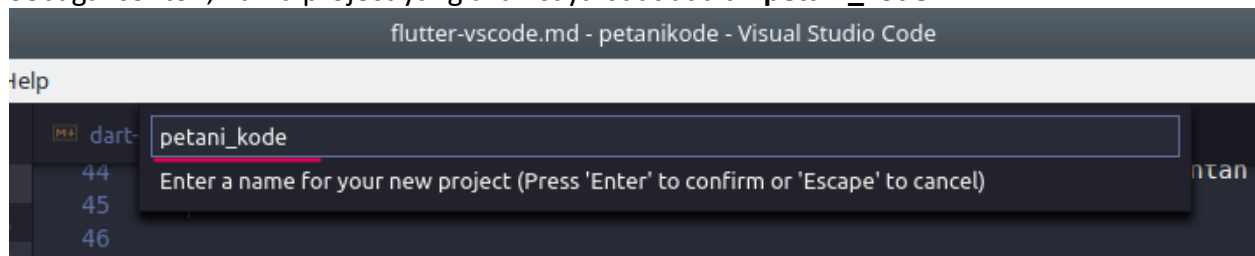 flutter-vscode.md - petanikode - Visual Studio Code
Help
dart-
petani_kode
44
Enter a name for your new project (Press 'Enter' to confirm or 'Escape' to cancel)
ntan
45
46